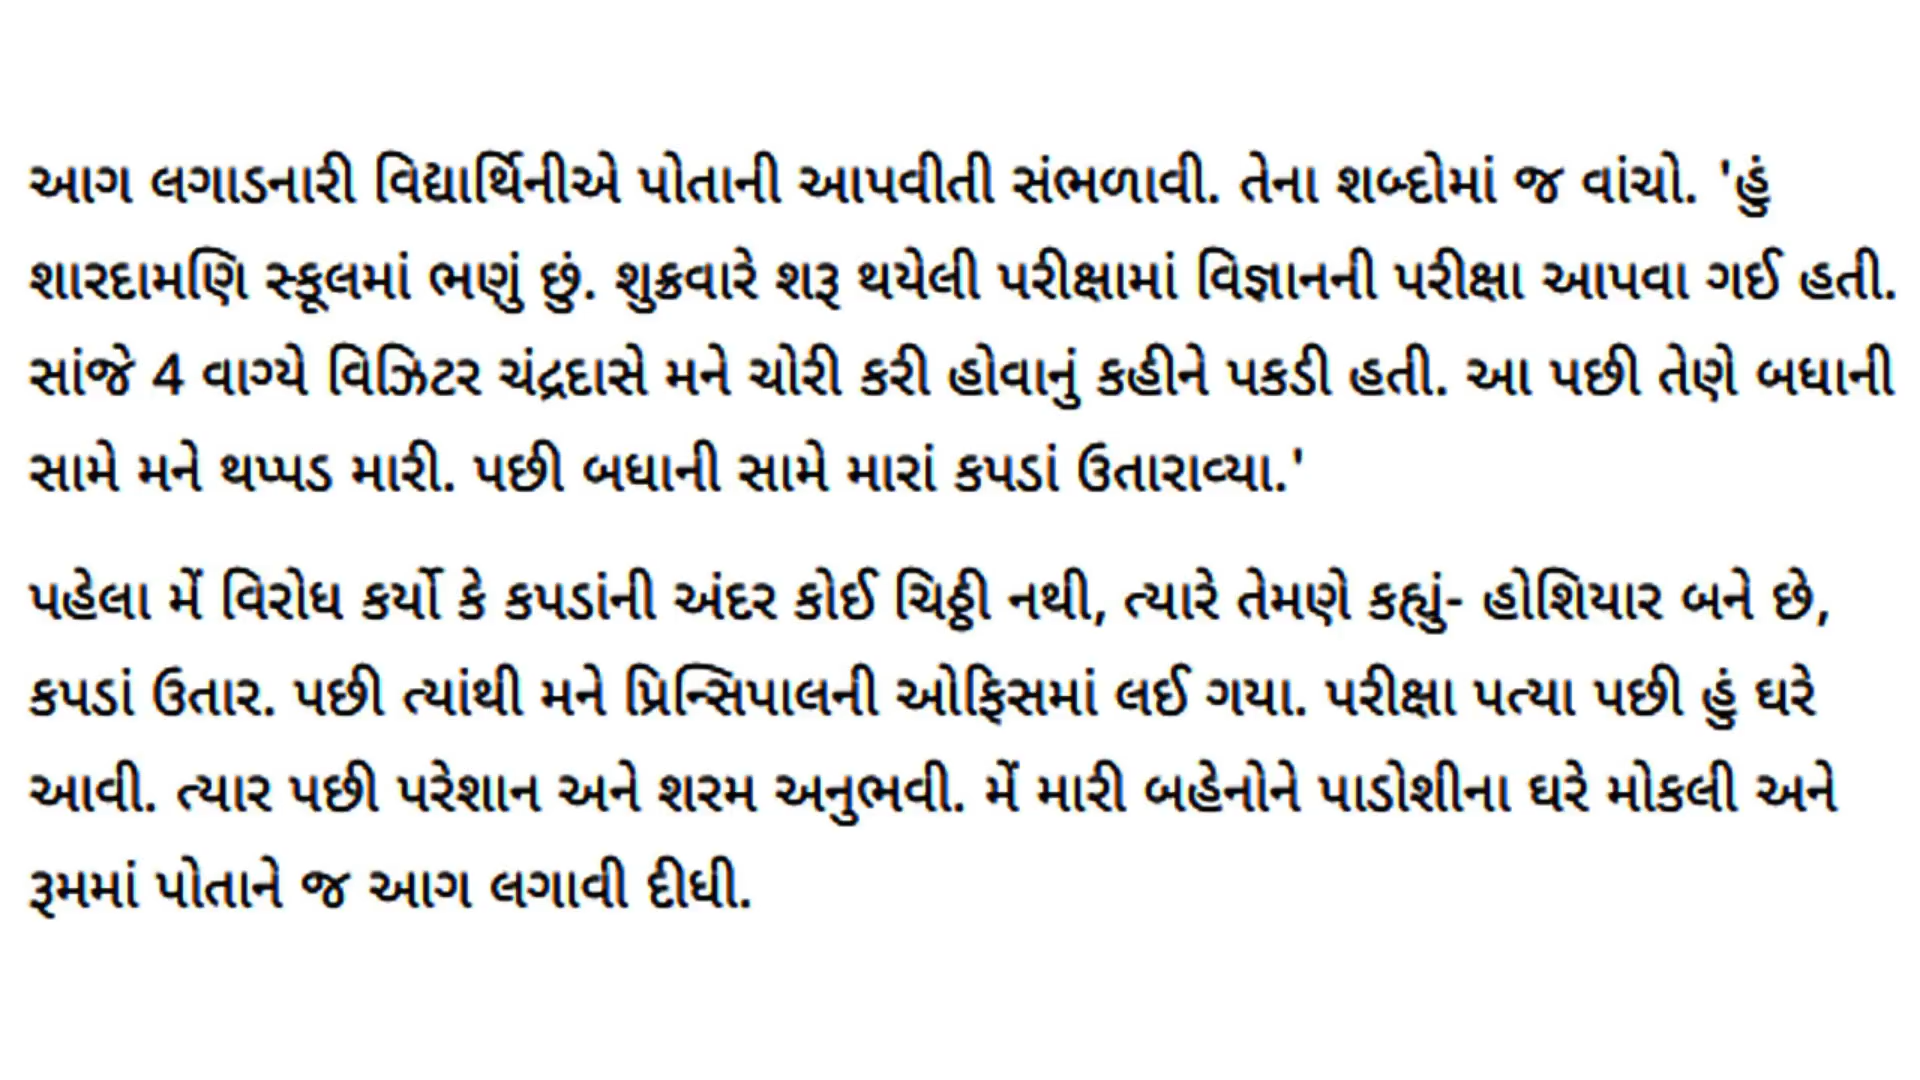 આગ લગાડનારી વિદ્યાર્થિનીએ પોતાની આપવીતી સંભળાવી. તેના શબ્દોમાં જ વાંચો. 'હું
શારદામણિ સ્કૂલમાં ભણું છું. શુક્રવારે શરૂ થયેલી પરીક્ષામાં વિજ્ઞાનની પરીક્ષા આપવા ગઈ હતી.
સાંજે 4 વાગ્યે વિઝિટર ચંદ્રદાસે મને ચોરી કરી હોવાનું કહીને પકડી હતી. આ પછી તેણે બધાની
સામે મને થપ્પડ મારી. પછી બધાની સામે મારાં કપડાં ઉતારાવ્યા.'
પહેલા મેં વિરોધ કર્યો કે કપડાંની અંદર કોઈ ચિઠ્ઠી નથી, ત્યારે તેમણે કહ્યું- હોશિયાર બને છે,
કપડાં ઉતાર. પછી ત્યાંથી મને પ્રિન્સિપાલની ઓફિસમાં લઈ ગયા. પરીક્ષા પત્યા પછી હું ઘરે
આવી. ત્યાર પછી પરેશાન અને શરમ અનુભવી. મેં મારી બહેનોને પાડોશીના ઘરે મોકલી અને
રૂમમાં પોતાને જ આગ લગાવી દીધી.